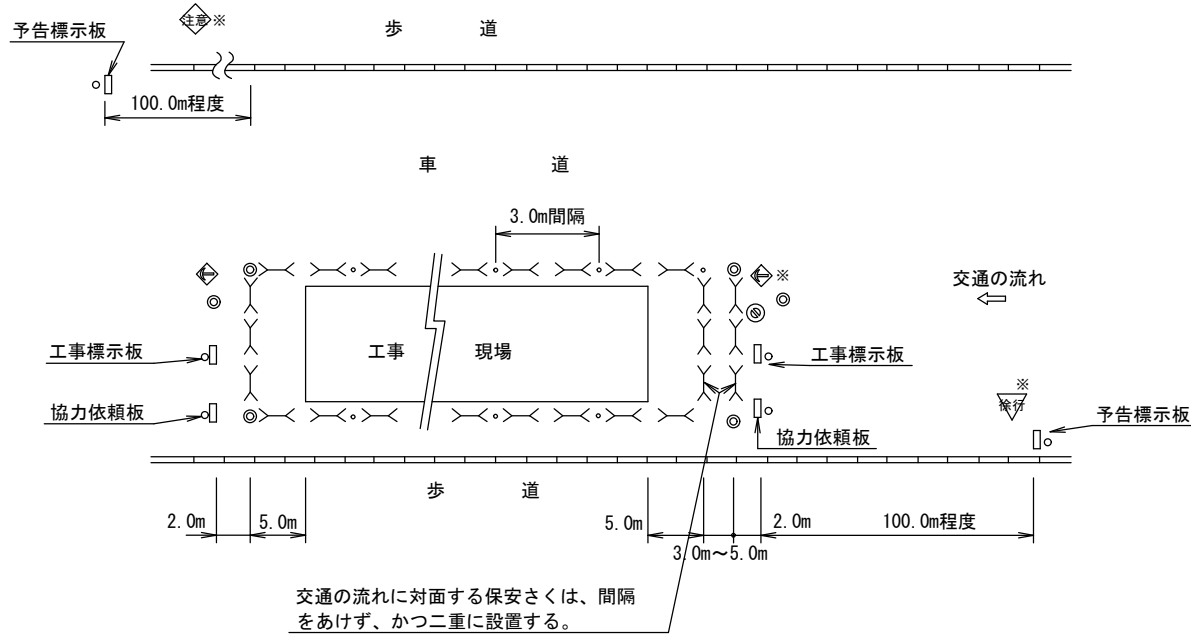 注意 ※
歩 道
予告標示板
100.0m程度
車 道
3.0m間隔
※
交通の流れ
工事標示板
工事 現場
工事標示板
※
徐行
協力依頼板
予告標示板
協力依頼板
歩 道
2.0m
5.0m
5.0m
3.0m～5.0m
2.0m
100.0m程度
交通の流れに対面する保安さくは、間隔
をあけず、かつ二重に設置する。